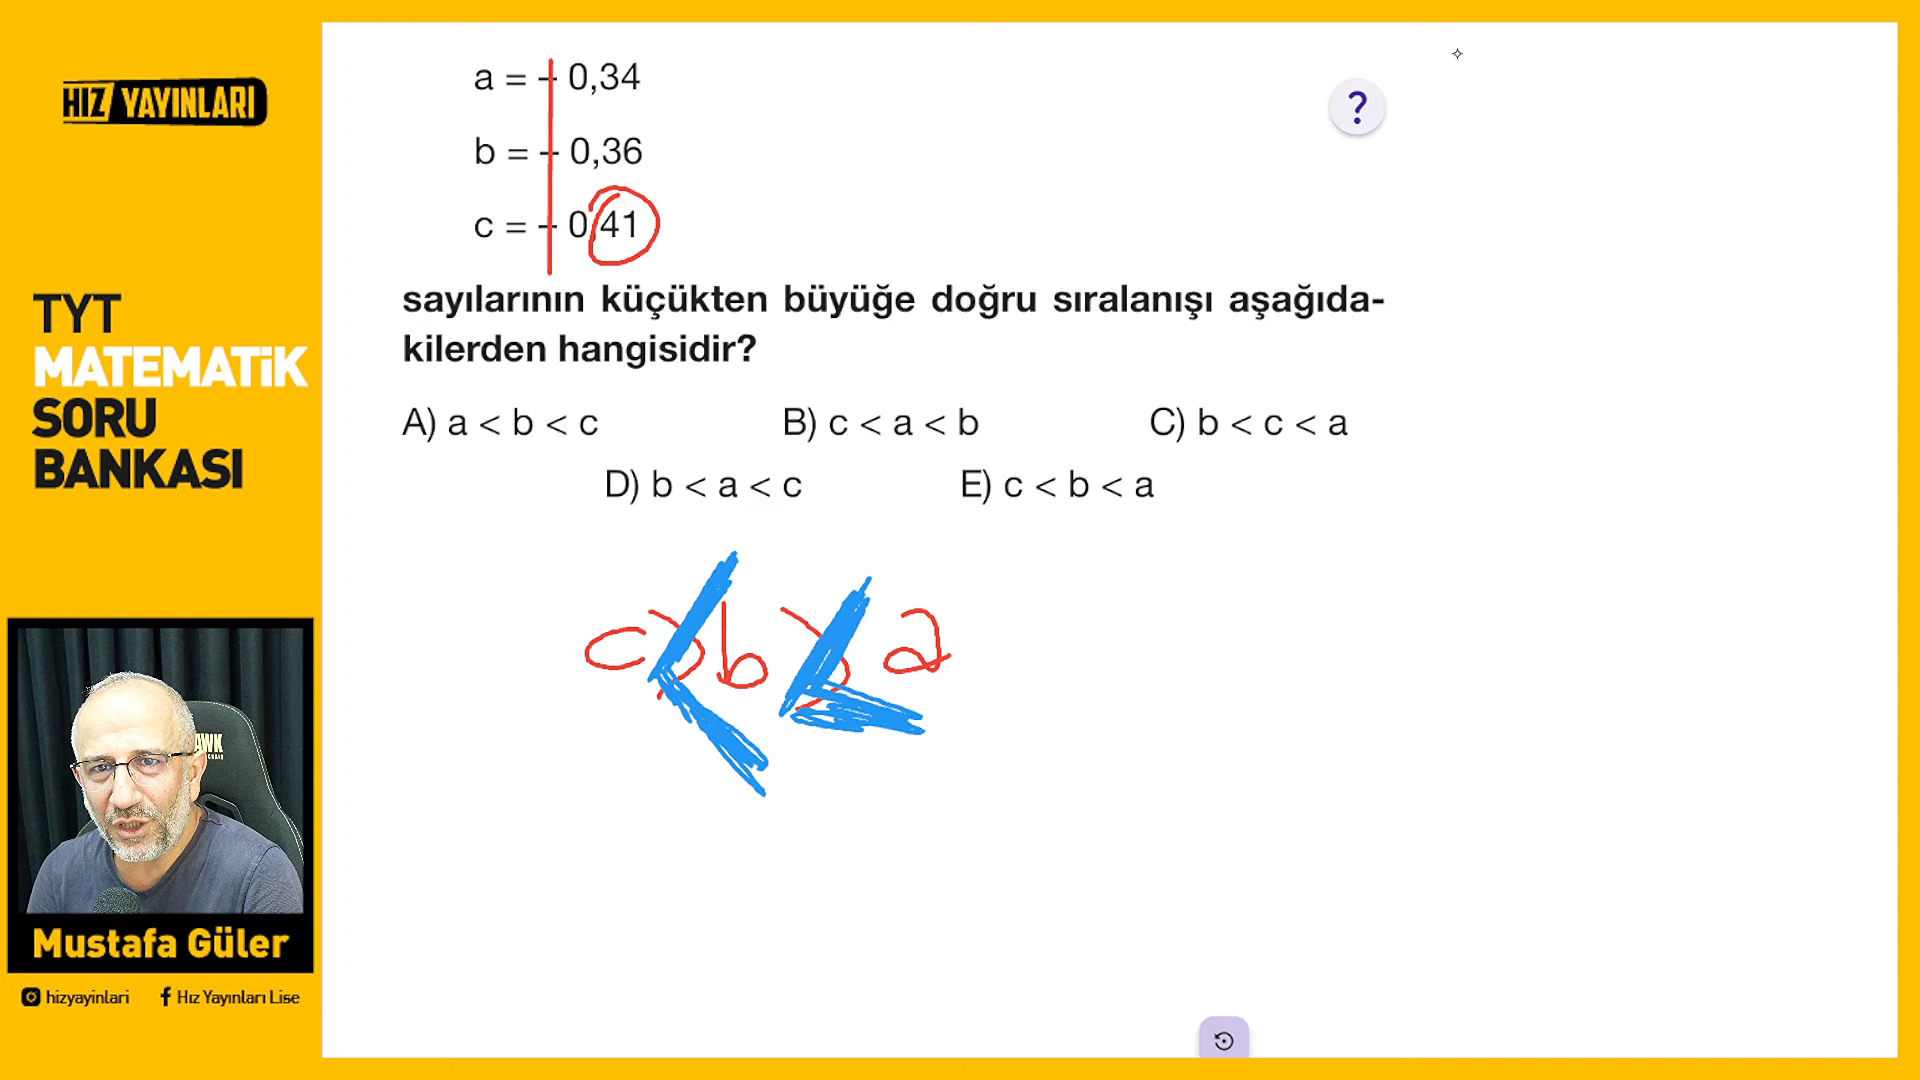 HIZ YAYINLARI
TYT
MATEMATİK
SORU
BANKASI
a = – 0,34
b = – 0,36
c = – 0,41
sayılarının küçükten büyüğe doğru sıralanışı aşağıda-
kilerden hangisidir?
A) a < b < c B) c < a < b C) b < c < a
D) b < a < c E) c < b < a
c < b < a
?
Mustafa Güler
hizyayinlari Hız Yayınları Lise